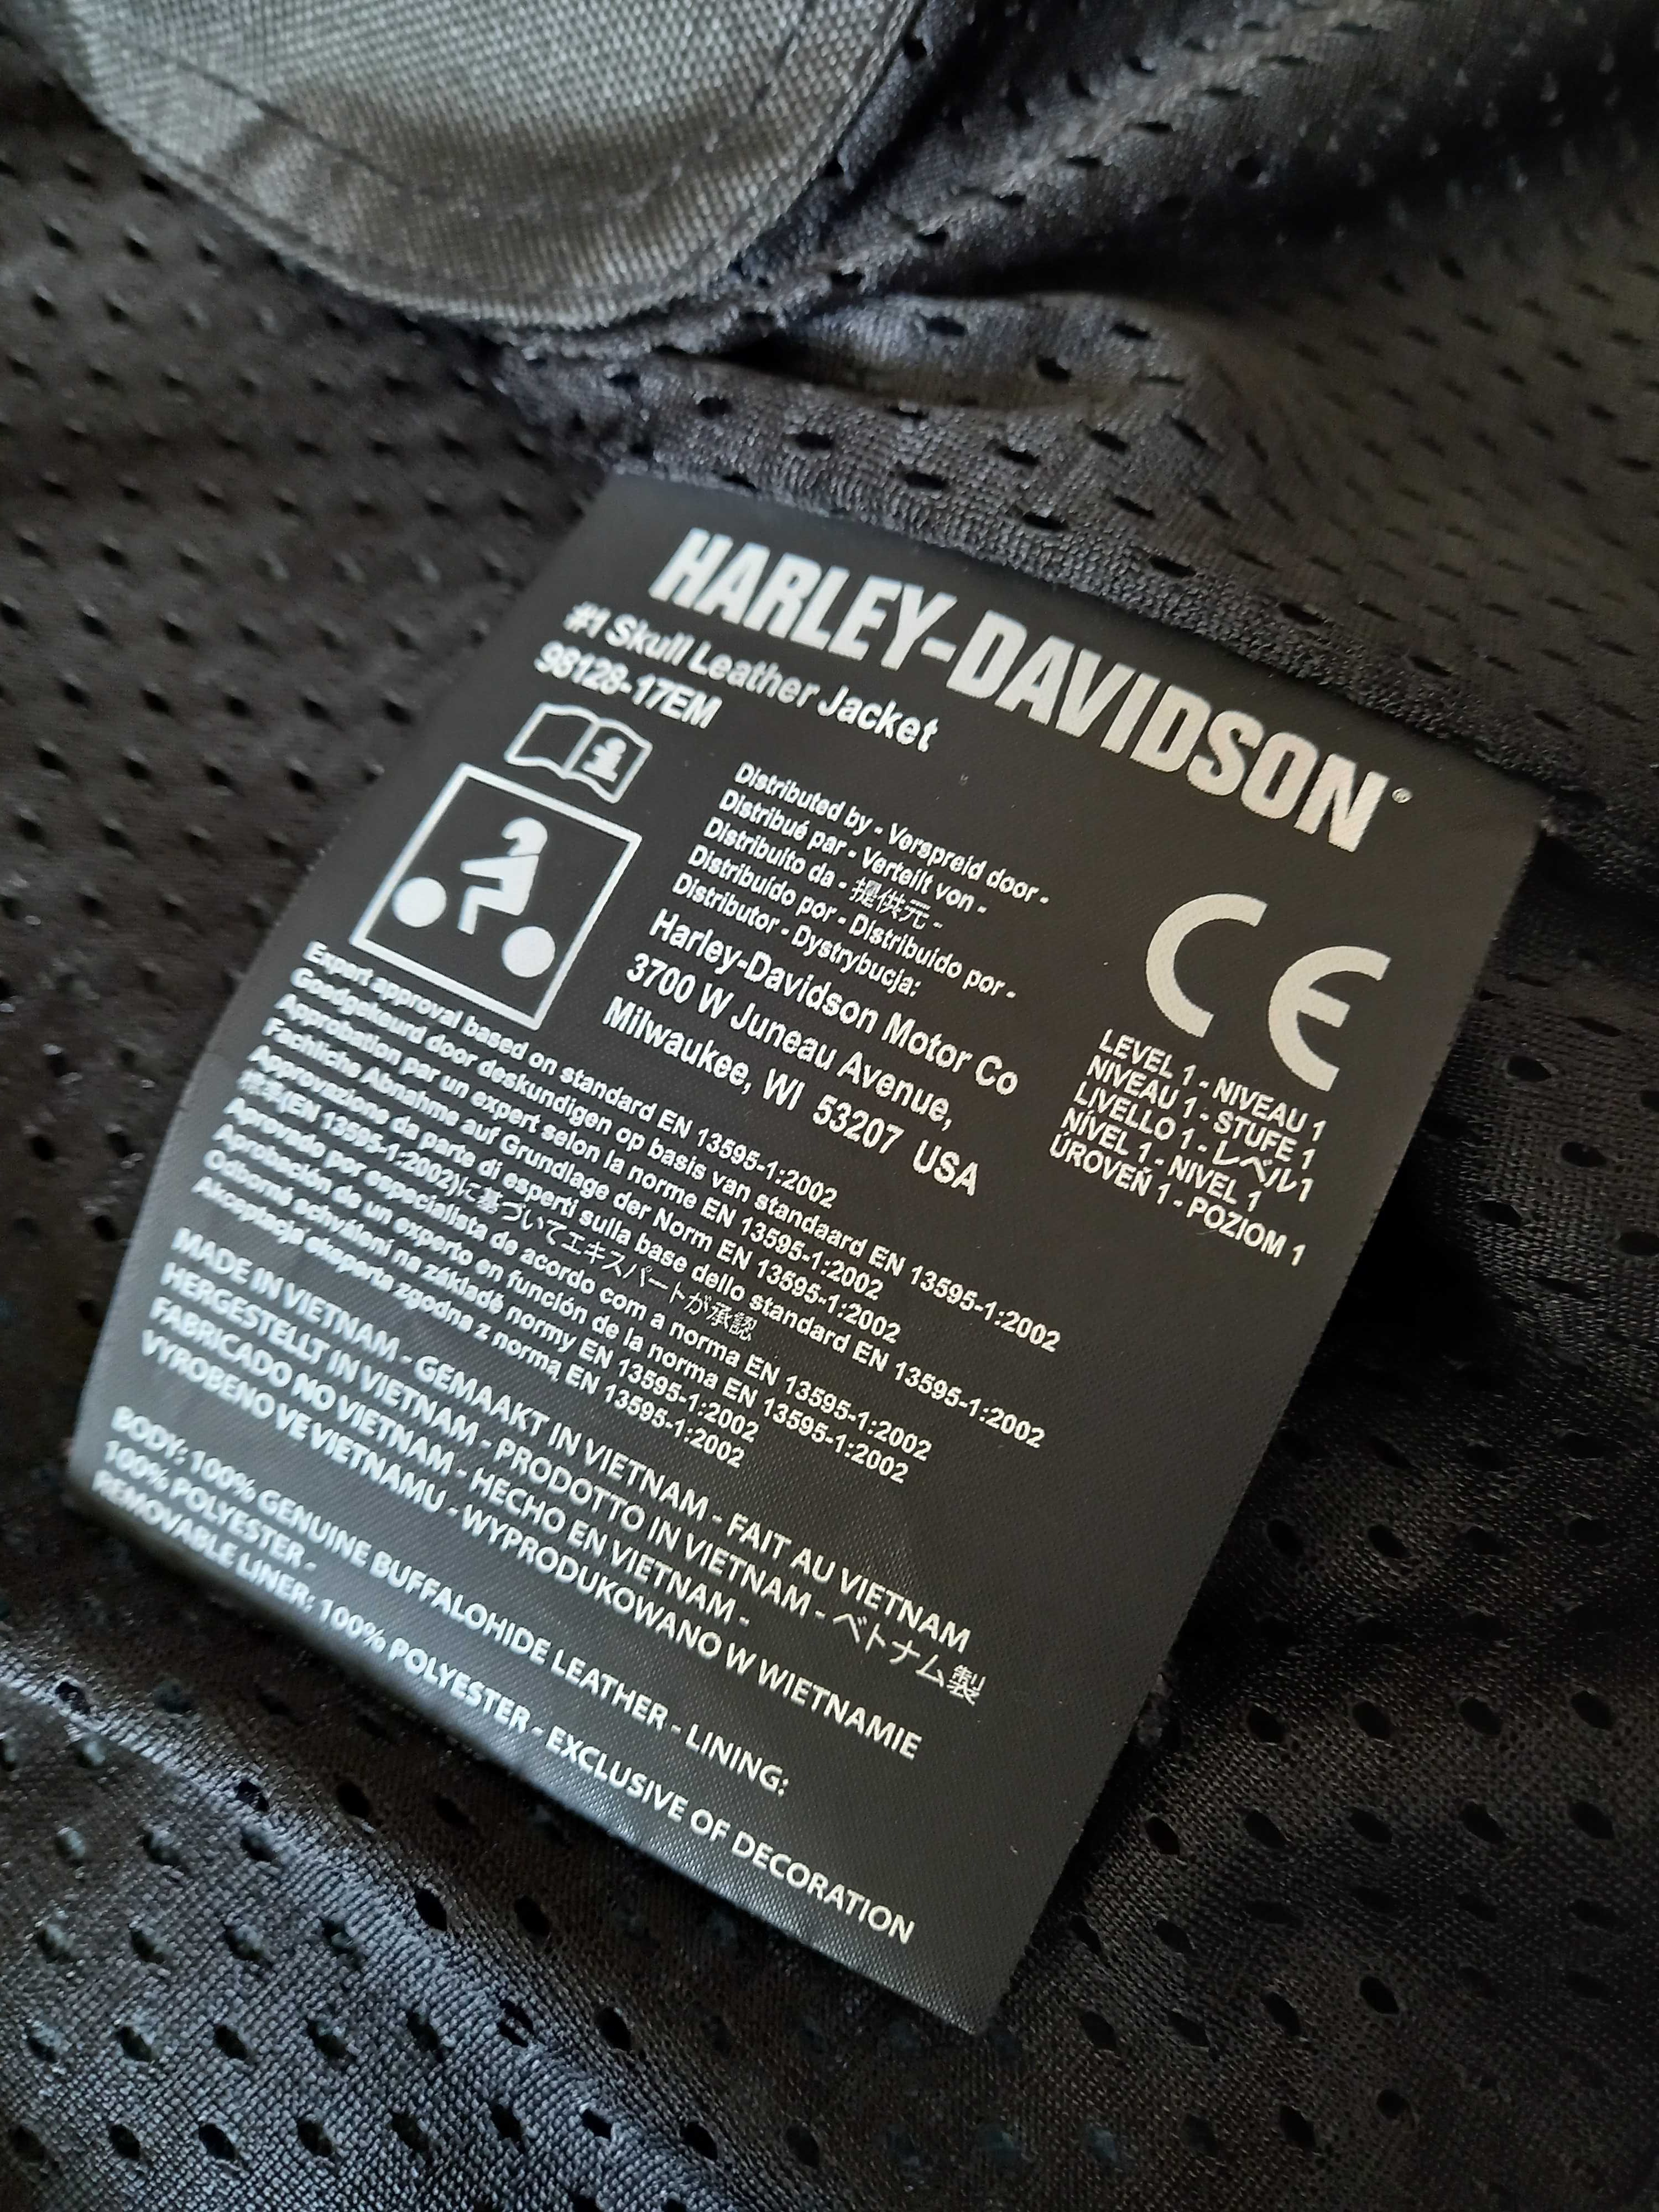 HARLEY-DAVIDSON®
#1 Skull Leather Jacket
98128-17EM
Distributed by - Verspreid door -
Distribué par - Verteilt von -
Distribuito da - 提供元 -
Distribuido por - Distribuido por -
Distributor - Dystrybucja:
Harley-Davidson Motor Co
3700 W Juneau Avenue,
Milwaukee, WI 53207 USA
CE
LEVEL 1 - NIVEAU 1
NIVEAU 1 - STUFE 1
LIVELLO 1 - レベル1
NÍVEL 1 - NIVEL 1
ÚROVEŇ 1 - POZIOM 1
Expert approval based on standard EN 13595-1:2002
Goedgekeurd door deskundigen op basis van standaard EN 13595-1:2002
Approbation par un expert selon la norme EN 13595-1:2002
Fachliche Abnahme auf Grundlage der Norm EN 13595-1:2002
Approvazione da parte di esperti sulla base dello standard EN 13595-1:2002
標準(EN 13595-1:2002)に基づいてエキスパートが承認
Aprovado por especialista de acordo com a norma EN 13595-1:2002
Aprobación de un experto en función de la norma EN 13595-1:2002
Odborné schválení na základě normy EN 13595-1:2002
Akceptacja eksperta zgodna z normą EN 13595-1:2002
MADE IN VIETNAM - GEMAAKT IN VIETNAM - FAIT AU VIETNAM
HERGESTELLT IN VIETNAM - PRODOTTO IN VIETNAM - ベトナム製
FABRICADO NO VIETNAM - HECHO EN VIETNAM -
VYROBENO VE VIETNAMU - WYPRODUKOWANO W WIETNAMIE
BODY: 100% GENUINE BUFFALOHIDE LEATHER - LINING:
100% POLYESTER -
REMOVABLE LINER: 100% POLYESTER - EXCLUSIVE OF DECORATION